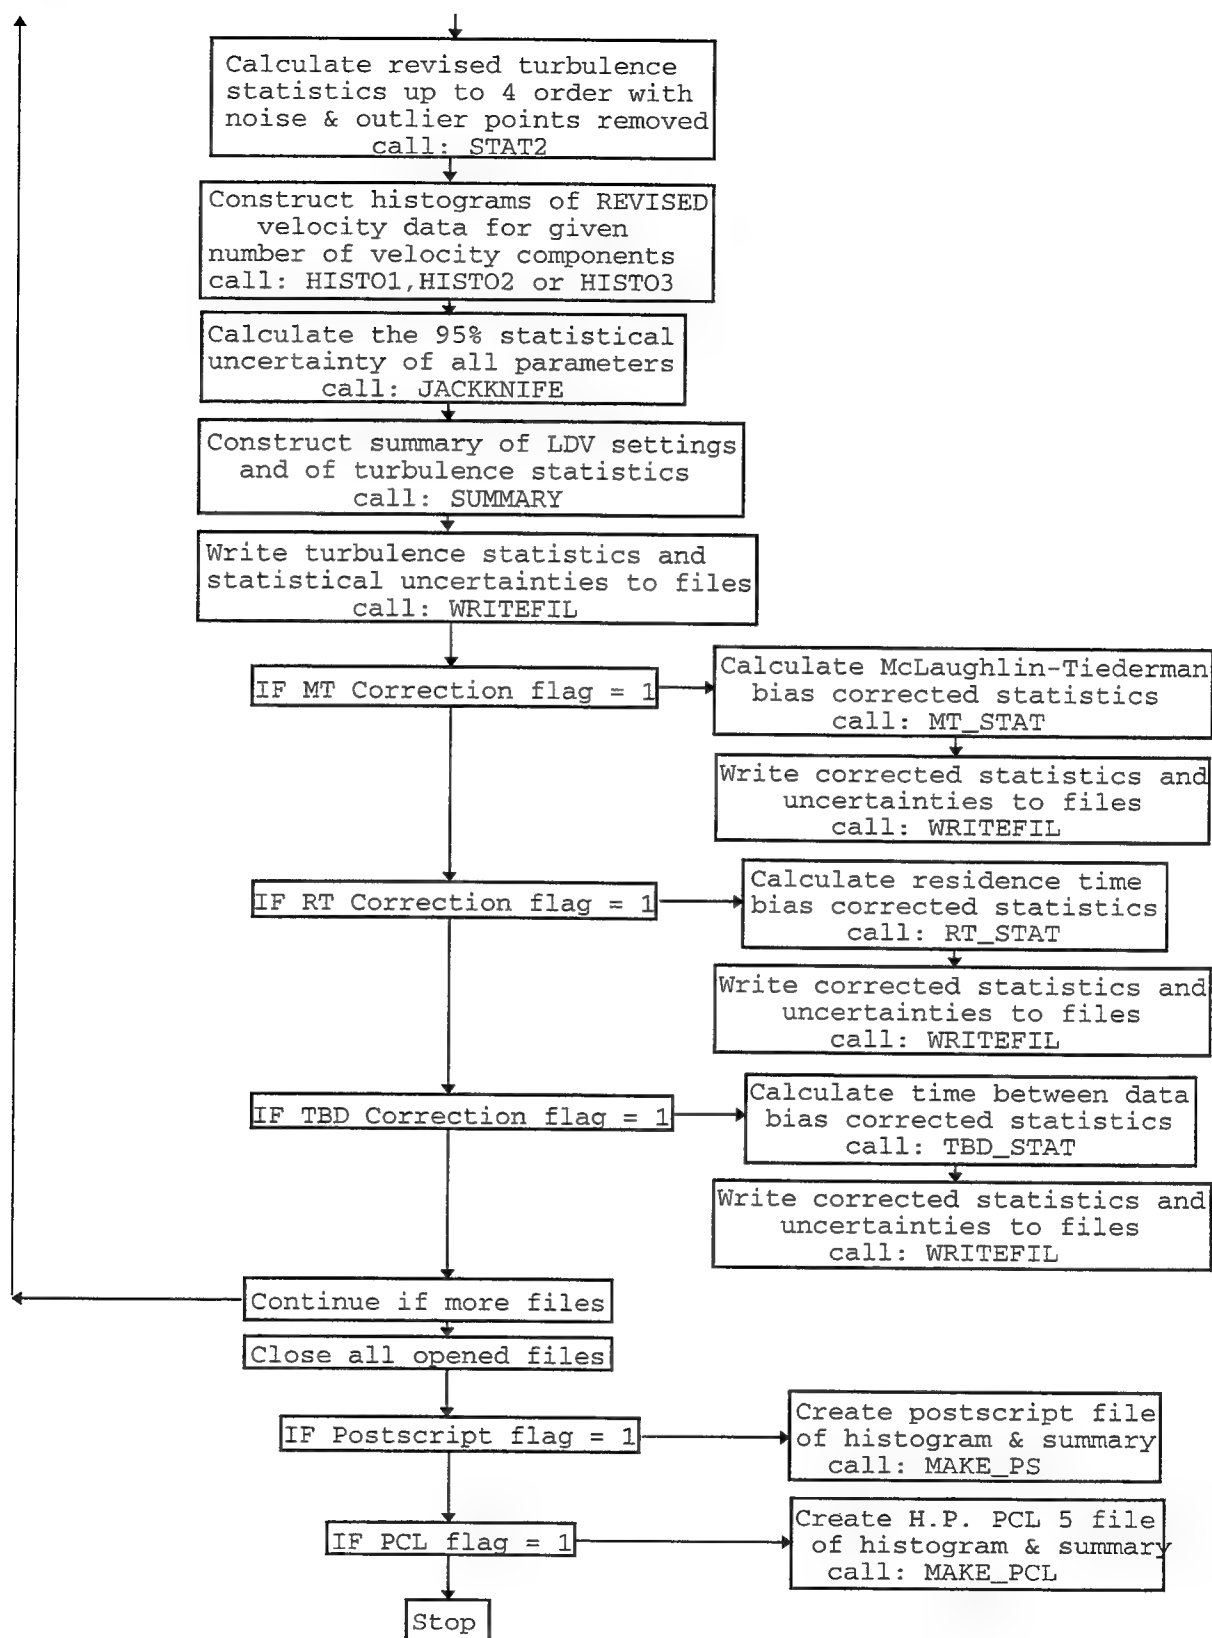 Calculate revised turbulence
statistics up to 4 order with
noise & outlier points removed
call: STAT2
Construct histograms of REVISED
velocity data for given
number of velocity components
call: HISTO1,HISTO2 or HISTO3
Calculate the 95% statistical
uncertainty of all parameters
call: JACKKNIFE
Construct summary of LDV settings
and of turbulence statistics
call: SUMMARY
Write turbulence statistics and
statistical uncertainties to files
call: WRITEFIL
IF MT Correction flag = 1
Calculate McLaughlin-Tiederman
bias corrected statistics
call: MT_STAT
Write corrected statistics and
uncertainties to files
call: WRITEFIL
IF RT Correction flag = 1
Calculate residence time
bias corrected statistics
call: RT_STAT
Write corrected statistics and
uncertainties to files
call: WRITEFIL
IF TBD Correction flag = 1
Calculate time between data
bias corrected statistics
call: TBD_STAT
Write corrected statistics and
uncertainties to files
call: WRITEFIL
Continue if more files
Close all opened files
IF Postscript flag = 1
Create postscript file
of histogram & summary
call: MAKE_PS
IF PCL flag = 1
Create H.P. PCL 5 file
of histogram & summary
call: MAKE_PCL
Stop